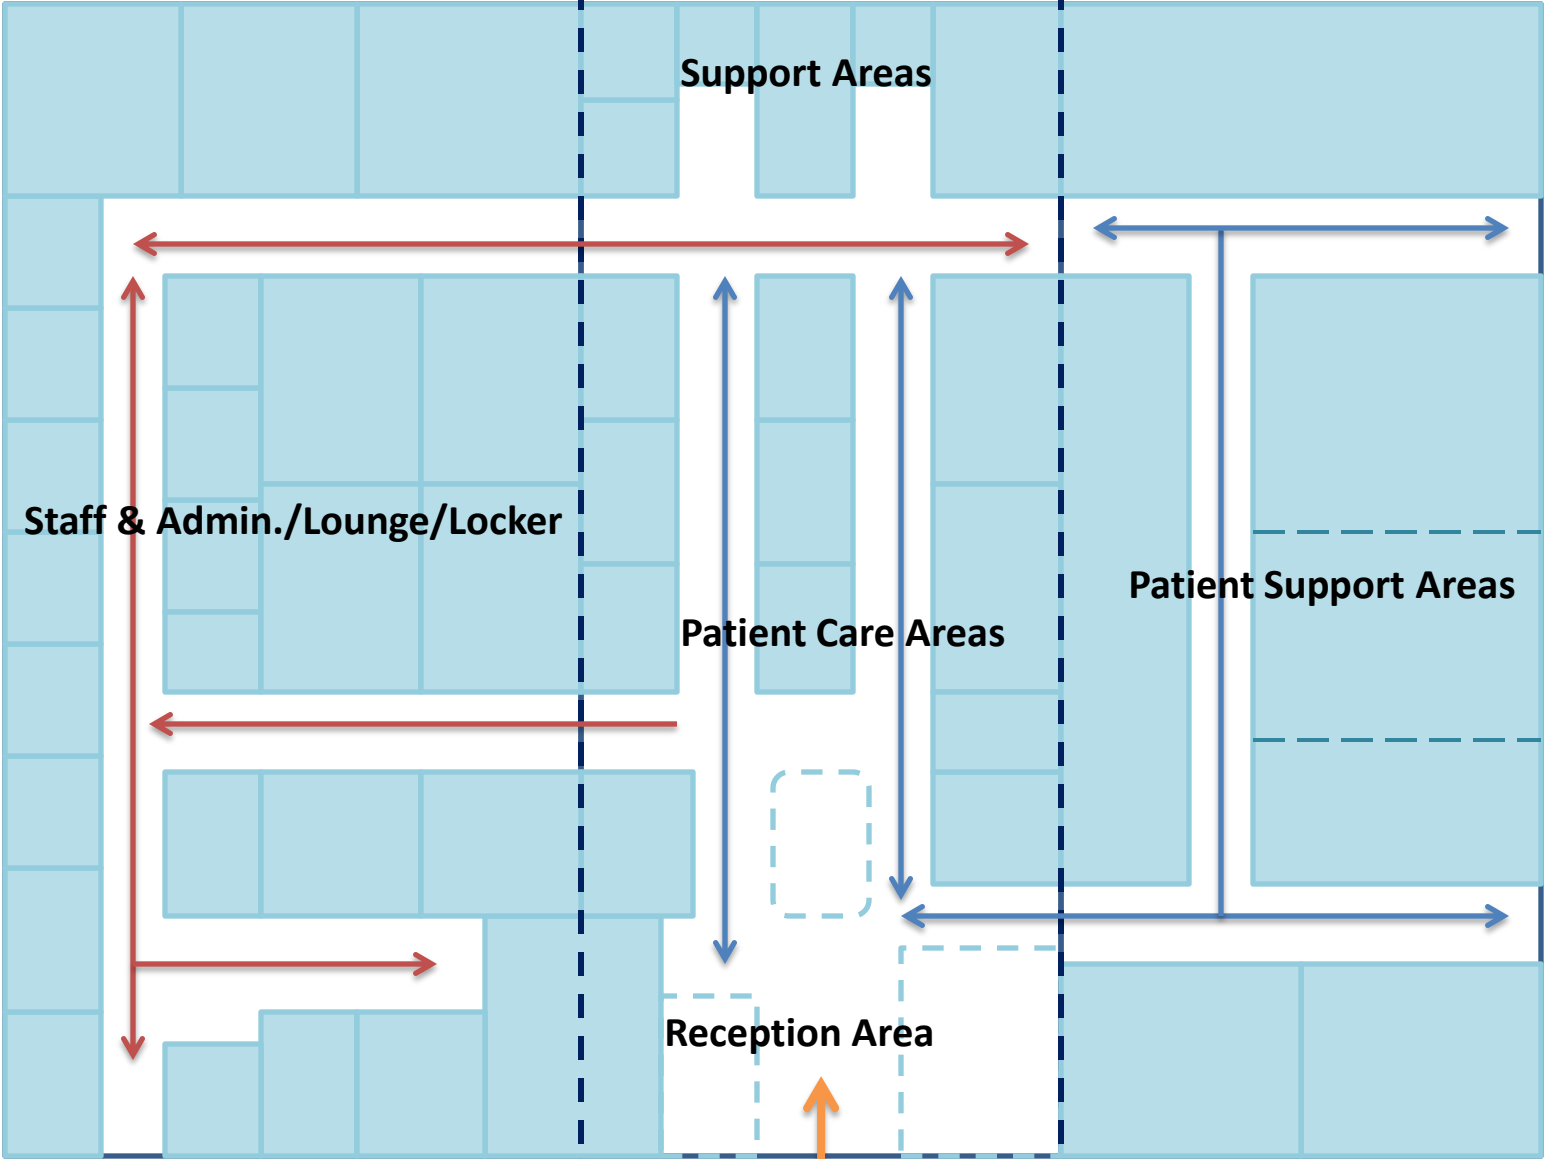 Support Areas
Staff & Admin./Lounge/Locker
Patient Support Areas
Patient Care Areas
Reception Area